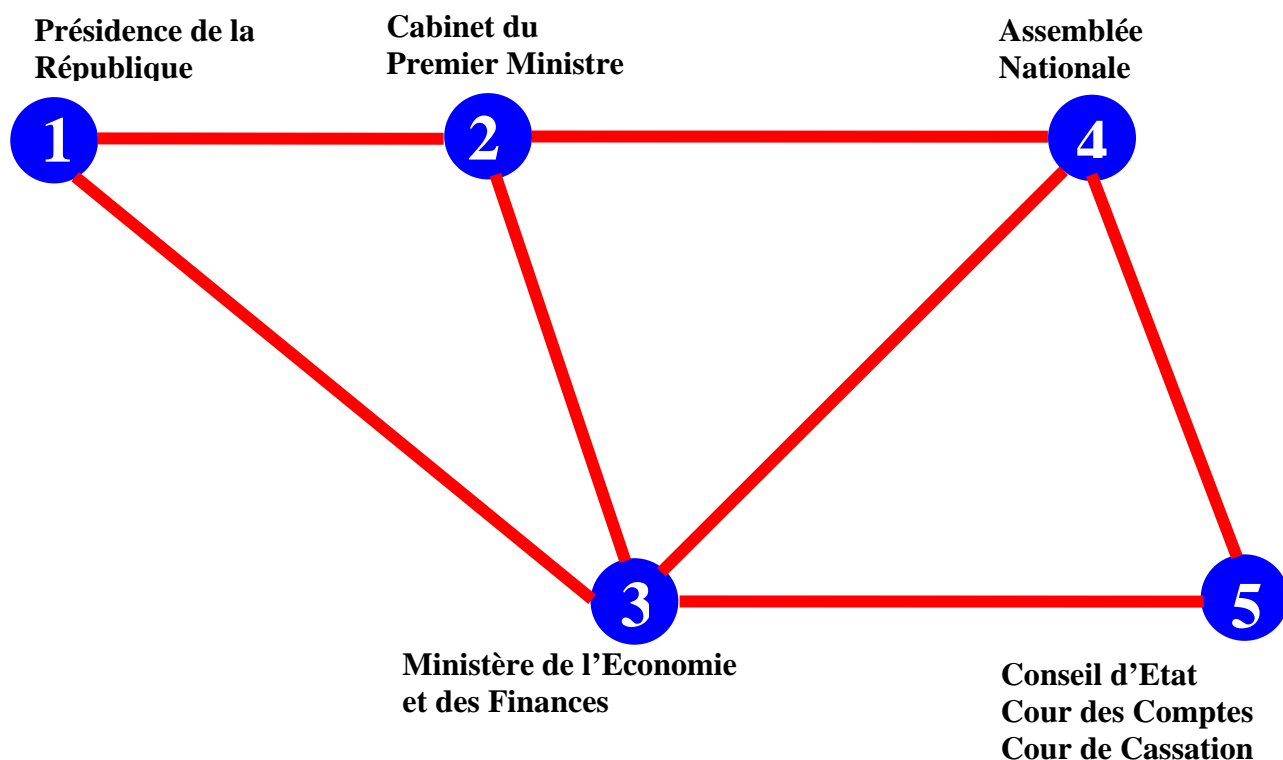 Présidence de la
République
Cabinet du
Premier Ministre
Assemblée
Nationale
1
2
4
3
5
Ministère de l’Economie
et des Finances
Conseil d’Etat
Cour des Comptes
Cour de Cassation